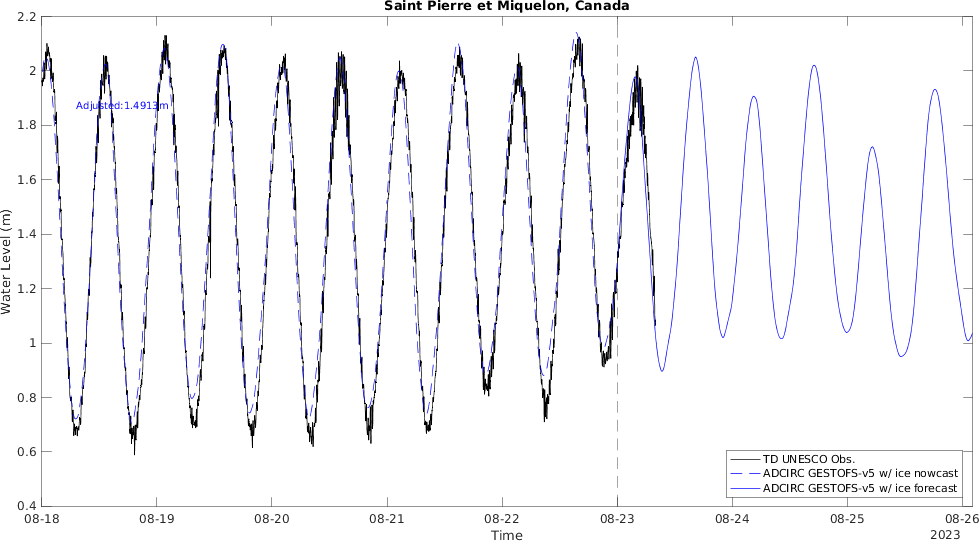 Saint Pierre et Miquelon, Canada
2.2
2
1.8
1.6
1.4
1.2
1
0.8
0.6
0.4
Water Level (m)
Adjusted:1.4913m
TD UNESCO Obs.
ADCIRC GESTOFS-v5 w/ ice nowcast
ADCIRC GESTOFS-v5 w/ ice forecast
08-18
08-19
08-20
08-21
08-22
08-23
08-24
08-25
08-26
Time
2023